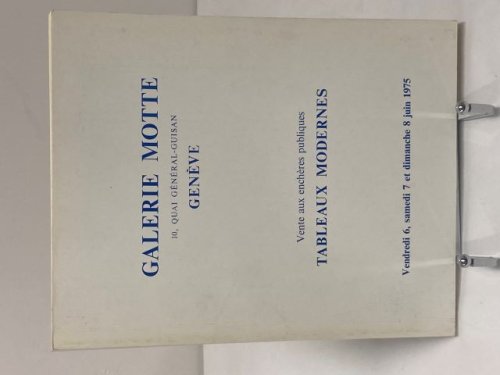 GALERIE MOTTE
10, QUAI GÉNÉRAL-GUISAN
GENÈVE
Vente aux enchères publiques
TABLEAUX MODERNES
Vendredi 6, samedi 7 et dimanche 8 juin 1975